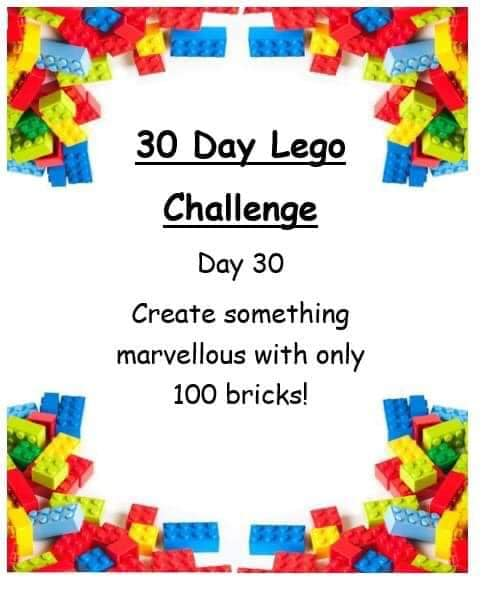 30 Day Lego
Challenge
Day 30
Create something
marvellous with only
100 bricks!